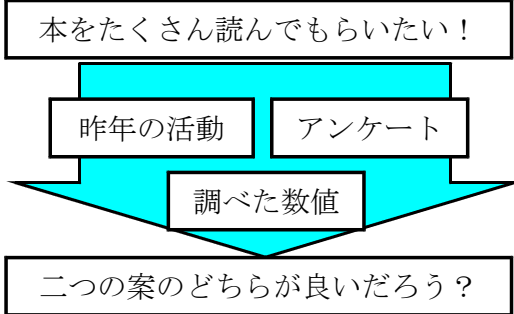 本をたくさん読んでもらいたい！
昨年の活動
アンケート
調べた数値
二つの案のどちらが良いだろう？